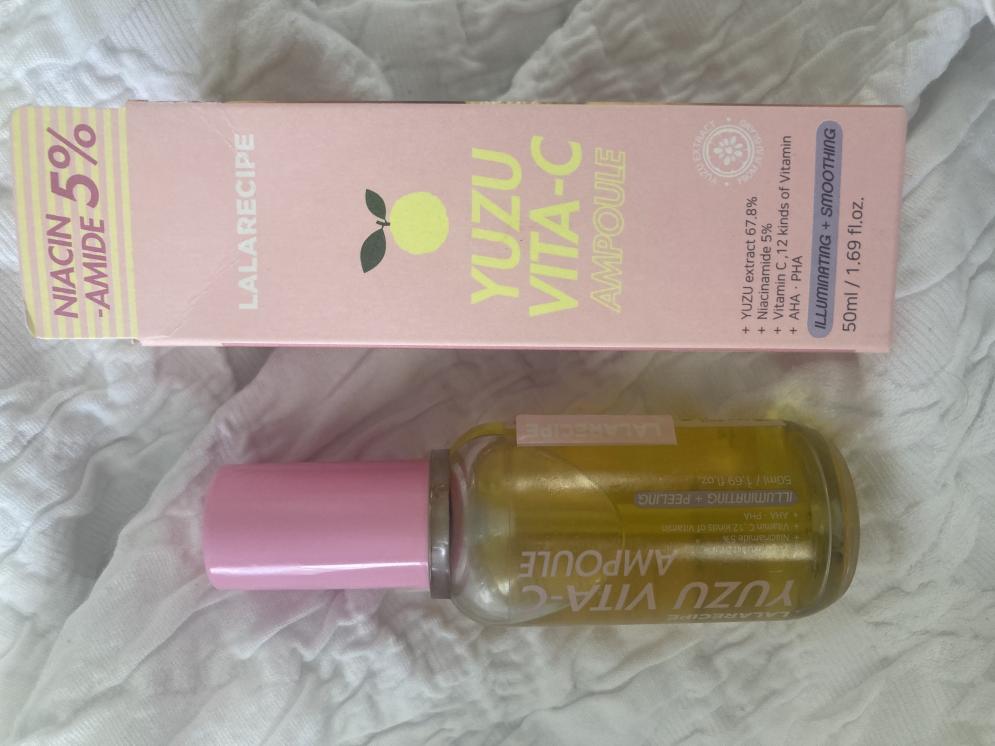 NIACIN
-AMIDE 5%
LALARECIPE
YUZU
VITA-C
AMPOULE
YUZU EXTRACT
+ YUZU extract 67.8%
+ Niacinamide 5%
+ Vitamin C,12 kinds of Vitamin
+ AHA · PHA
ILLUMINATING + SMOOTHING
50ml / 1.69 fl.oz.
LALARECIPE
LALARECIPE
YUZU VITA-C
AMPOULE
+ Niacinamide 5%
+ Vitamin C,12 kinds of Vitamin
+ AHA · PHA
ILLUMINATING + PEELING
50ml / 1.69 fl.oz.